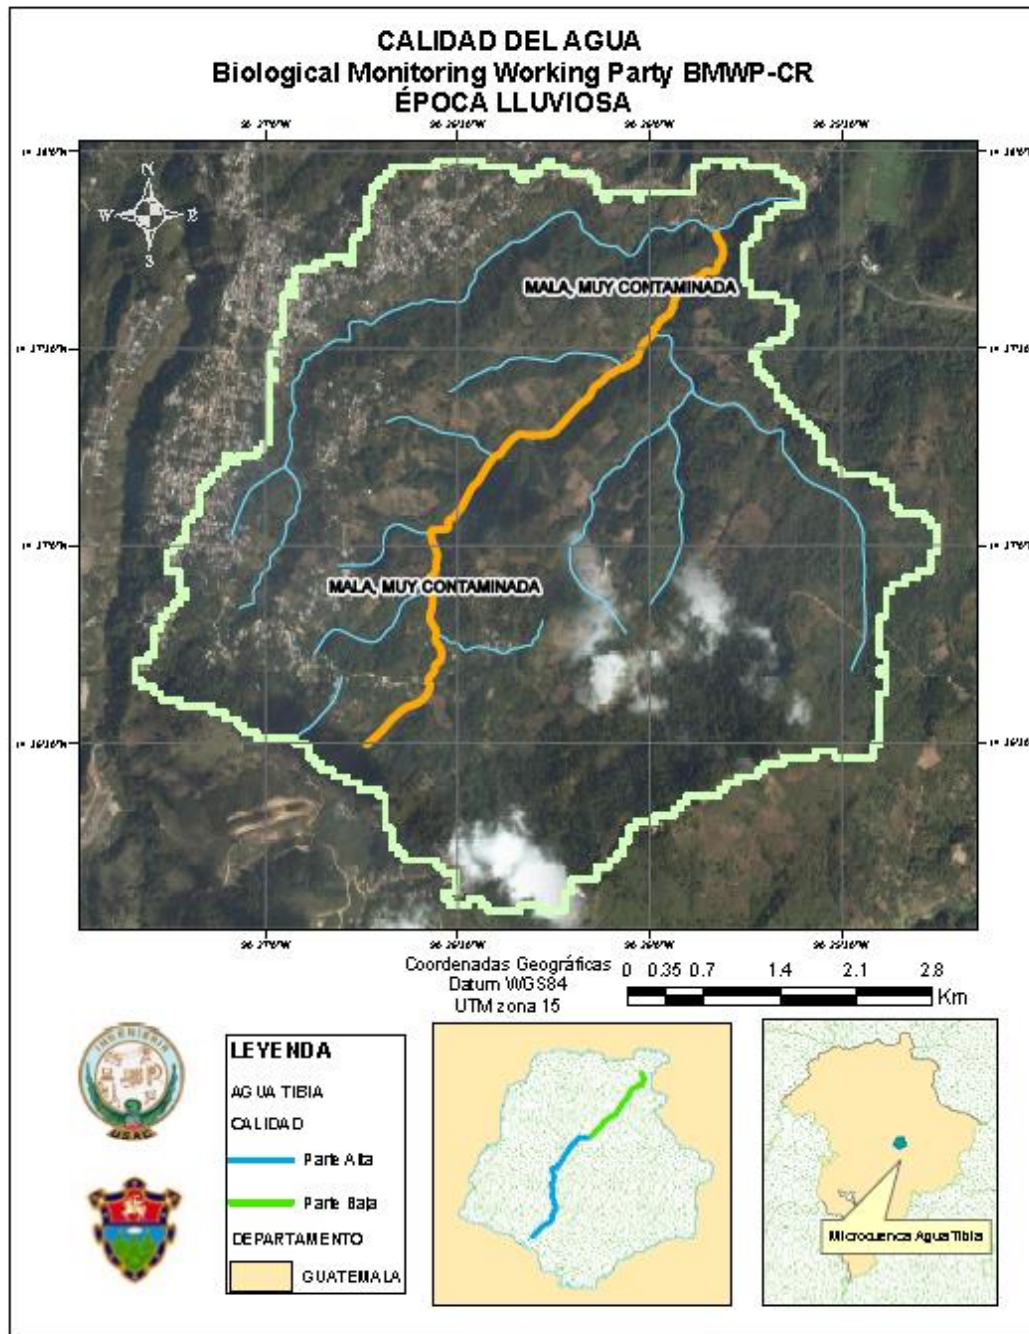 CALIDAD DEL AGUA
Biological Monitoring Working Party BMWP-CR
ÉPOCA LLUVIOSA
N
W
E
S
MALA, MUY CONTAMINADA
MALA, MUY CONTAMINADA
Coordenadas Geográficas
Datum WGS84
UTM zona 15
0 0.35 0.7 1.4 2.1 2.8
Km
INGENIERIA
USAC
LEYENDA
AGUA TIBIA
CALIDAD
Parte Alta
Parte Baja
DEPARTAMENTO
GUATEMALA
Microcuenca Agua Tibia